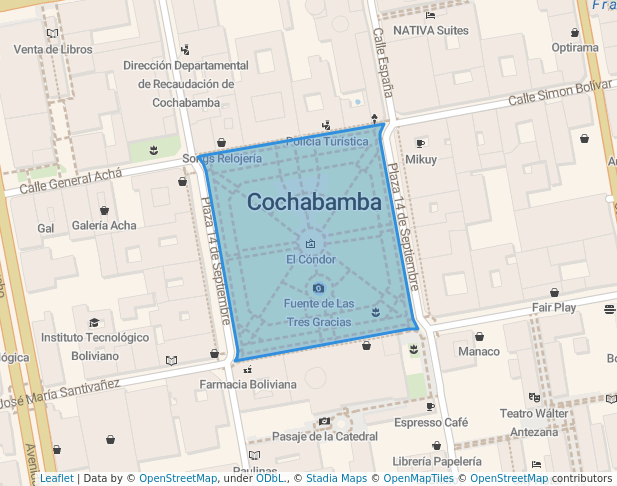 Fra
Venta de Libros
NATIVA Suites
Optirama
Calle España
Dirección Departamental
de Recaudación de
Cochabamba
Calle Simon Bolivar
Policía Turística
Songs Relojería
Mikuy
Calle General Achá
Plaza 14 de Septiembre
Cochabamba
Plaza 14 de Septiembre
Galería Acha
Gal
El Cóndor
Fuente de Las
Tres Gracias
Fair Play
Instituto Tecnológico
Boliviano
ógica
Manaco
José María Santivañez
Farmacia Boliviana
Teatro Wálter
Antezana
Espresso Café
Pasaje de la Catedral
Avenid
Paulinas
Librería Papelería
Leaflet | Data by © OpenStreetMap, under ODbL., © Stadia Maps © OpenMapTiles © OpenStreetMap contributors